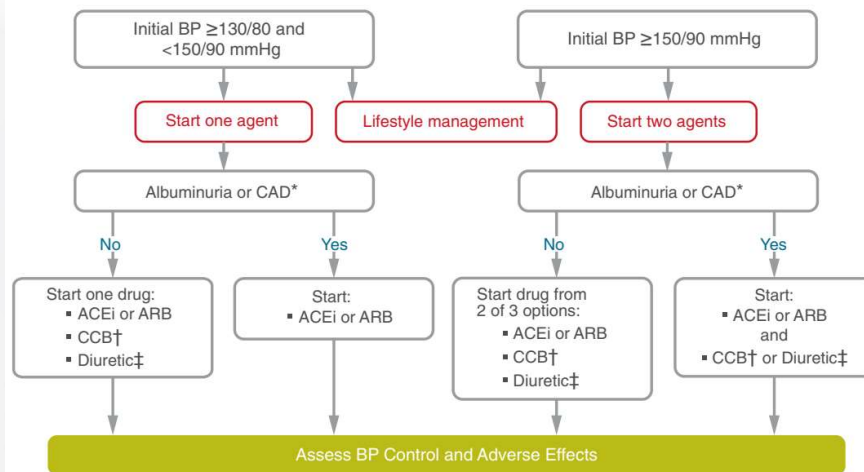 Initial BP ≥130/80 and
<150/90 mmHg
Initial BP ≥150/90 mmHg
Start one agent
Lifestyle management
Start two agents
Albuminuria or CAD*
Albuminuria or CAD*
No
Yes
No
Yes
Start one drug:
▪ ACEi or ARB
▪ CCB†
▪ Diuretic‡
Start:
▪ ACEi or ARB
Start drug from
2 of 3 options:
▪ ACEi or ARB
▪ CCB†
▪ Diuretic‡
Start:
▪ ACEi or ARB
and
▪ CCB† or Diuretic‡
Assess BP Control and Adverse Effects